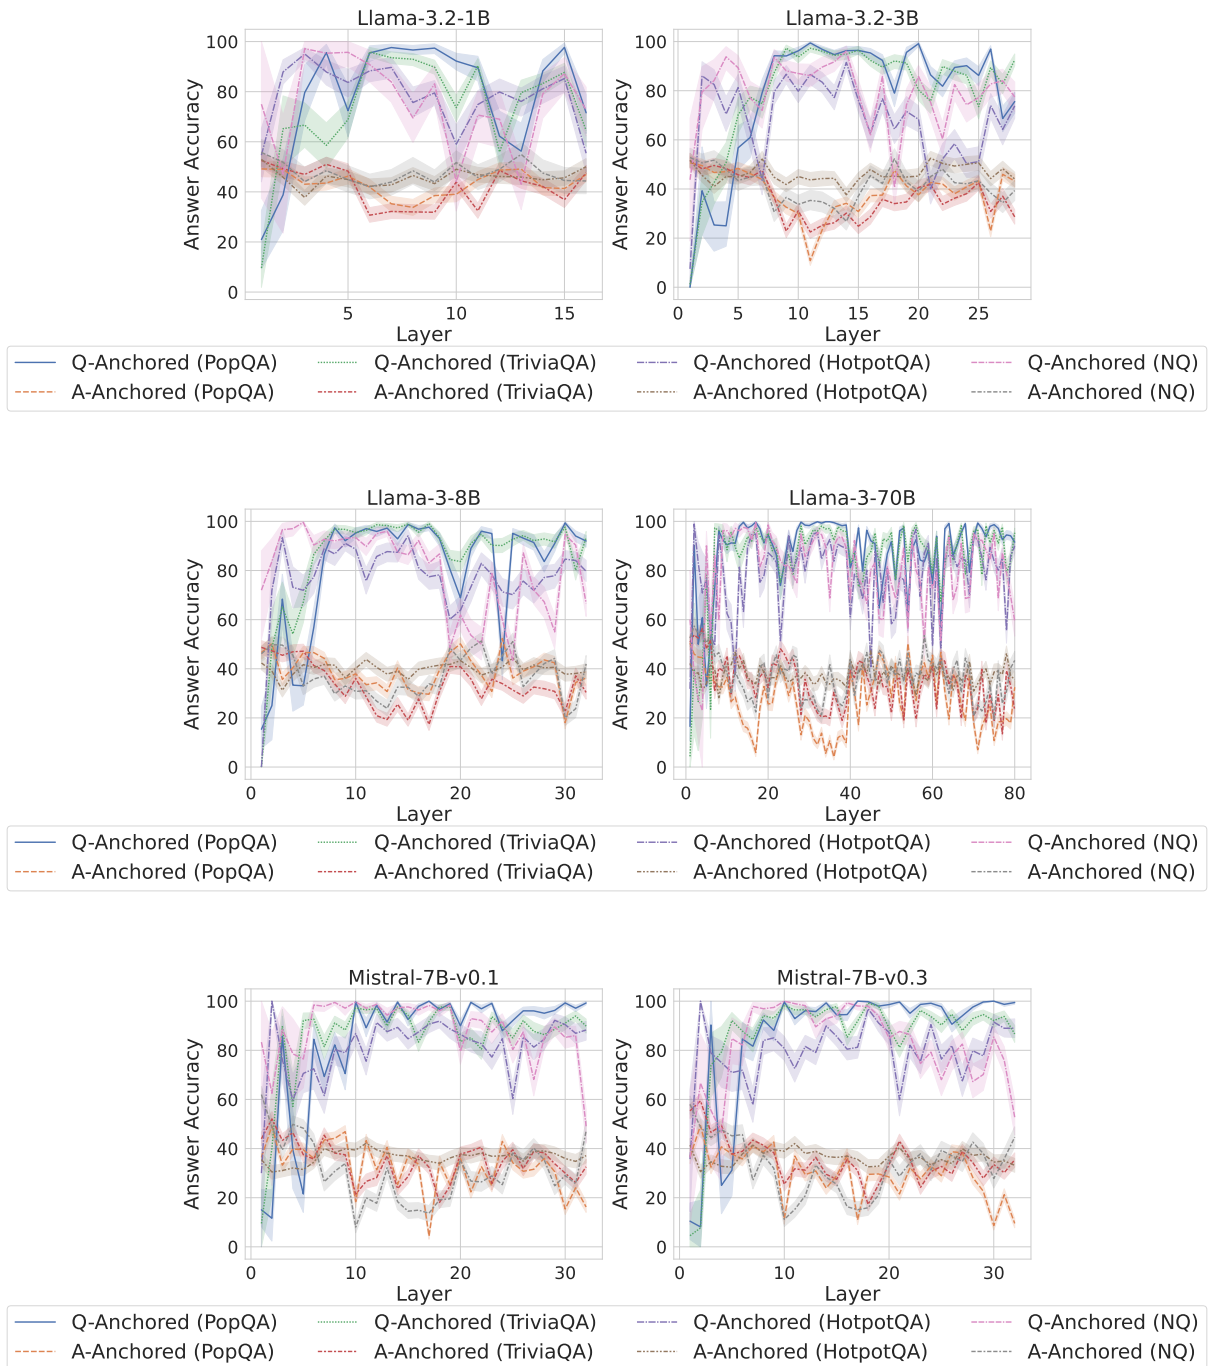 Llama-3.2-1B
Llama-3.2-3B
Answer Accuracy
100
80
60
40
20
0
5
10
15
Layer
Answer Accuracy
100
80
60
40
20
0
0
5
10
15
20
25
Layer
Q-Anchored (PopQA)
Q-Anchored (TriviaQA)
Q-Anchored (HotpotQA)
Q-Anchored (NQ)
A-Anchored (PopQA)
A-Anchored (TriviaQA)
A-Anchored (HotpotQA)
A-Anchored (NQ)
Llama-3-8B
Llama-3-70B
Answer Accuracy
100
80
60
40
20
0
0
10
20
30
Layer
Answer Accuracy
100
80
60
40
20
0
0
20
40
60
80
Layer
Q-Anchored (PopQA)
Q-Anchored (TriviaQA)
Q-Anchored (HotpotQA)
Q-Anchored (NQ)
A-Anchored (PopQA)
A-Anchored (TriviaQA)
A-Anchored (HotpotQA)
A-Anchored (NQ)
Mistral-7B-v0.1
Mistral-7B-v0.3
Answer Accuracy
100
80
60
40
20
0
0
10
20
30
Layer
Answer Accuracy
100
80
60
40
20
0
0
10
20
30
Layer
Q-Anchored (PopQA)
Q-Anchored (TriviaQA)
Q-Anchored (HotpotQA)
Q-Anchored (NQ)
A-Anchored (PopQA)
A-Anchored (TriviaQA)
A-Anchored (HotpotQA)
A-Anchored (NQ)